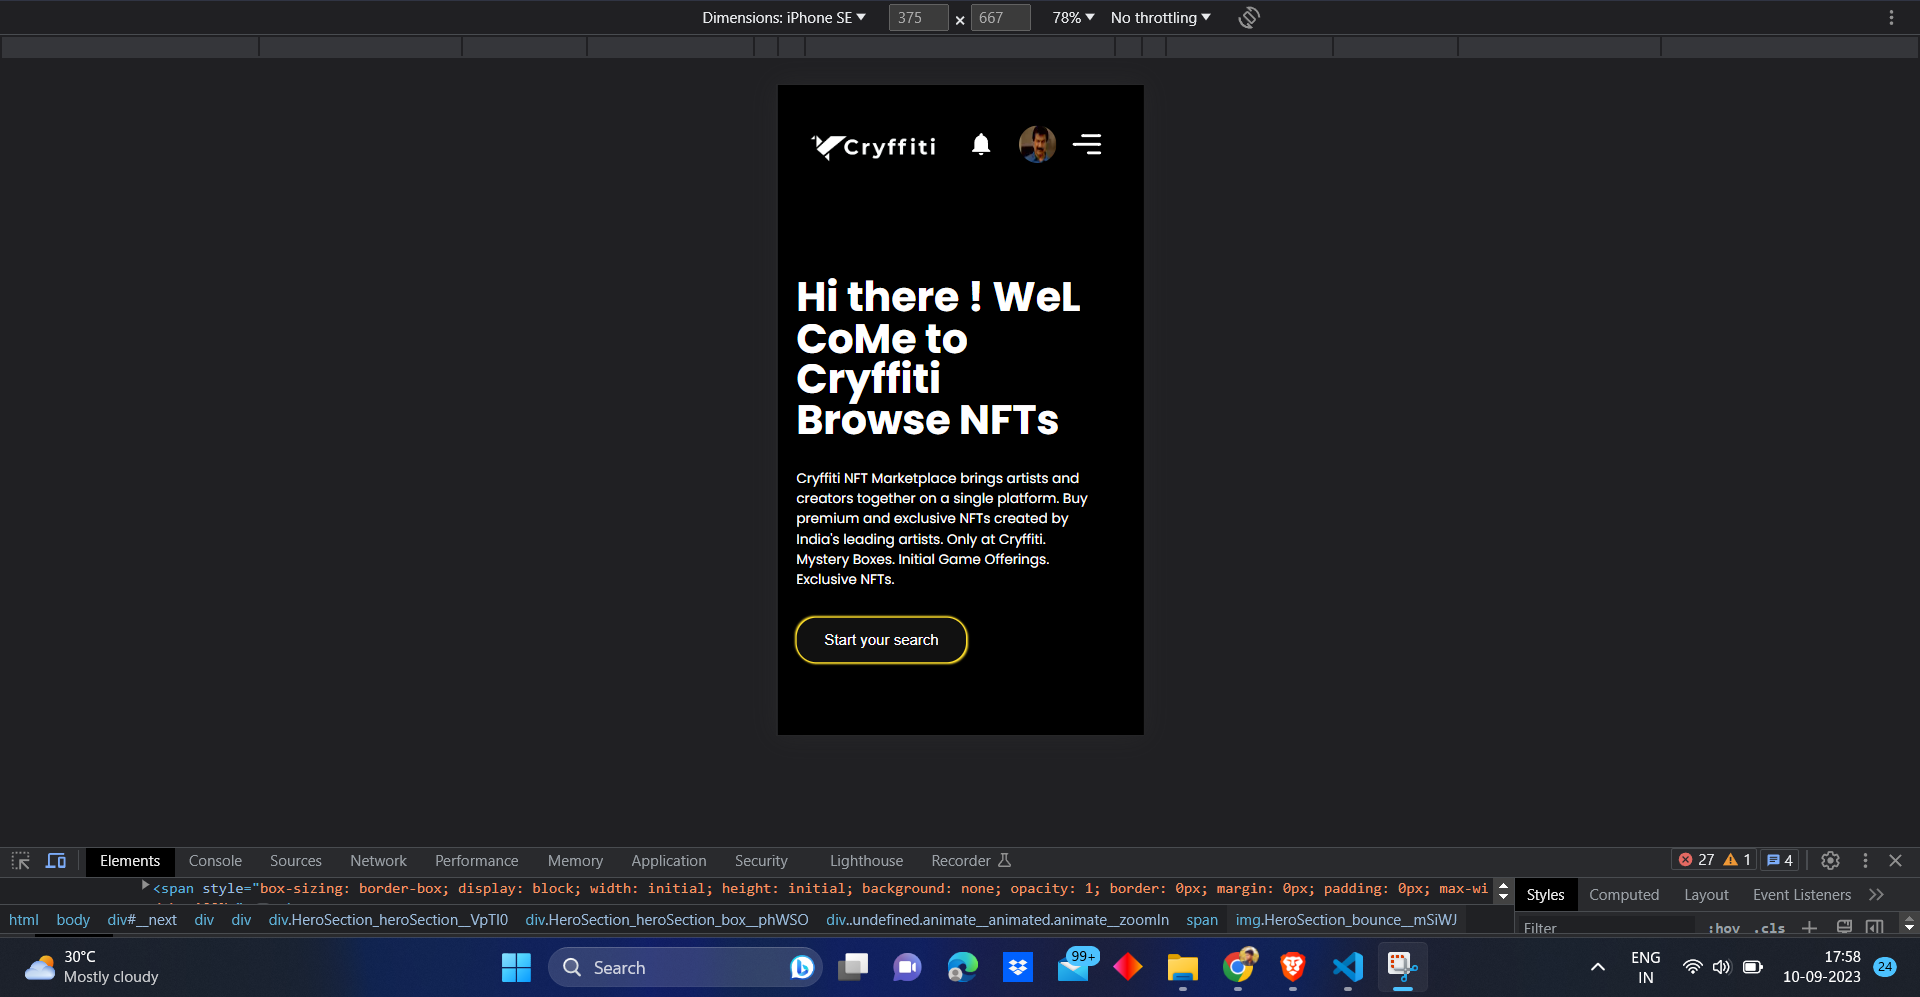 Dimensions: iPhone SE 375 × 667 78% No throttling
Cryffiti
Hi there ! WeL
CoMe to
Cryffiti
Browse NFTs
Cryffiti NFT Marketplace brings artists and
creators together on a single platform. Buy
premium and exclusive NFTs created by
India's leading artists. Only at Cryffiti.
Mystery Boxes. Initial Game Offerings.
Exclusive NFTs.
Start your search
Elements Console Sources Network Performance Memory Application Security Lighthouse Recorder 27 1 4
<span style="box-sizing: border-box; display: block; width: initial; height: initial; background: none; opacity: 1; border: 0px; margin: 0px; padding: 0px; max-wi
Styles Computed Layout Event Listeners
html body div#__next div div div.HeroSection_heroSection__VpTl0 div.HeroSection_heroSection_box__phWSO div..undefined.animate__animated.animate__zoomIn span img.HeroSection_bounce__mSiWJ
Filter :hov .cls
30°C
Mostly cloudy
Search
99+
ENG
IN
17:58
10-09-2023
24